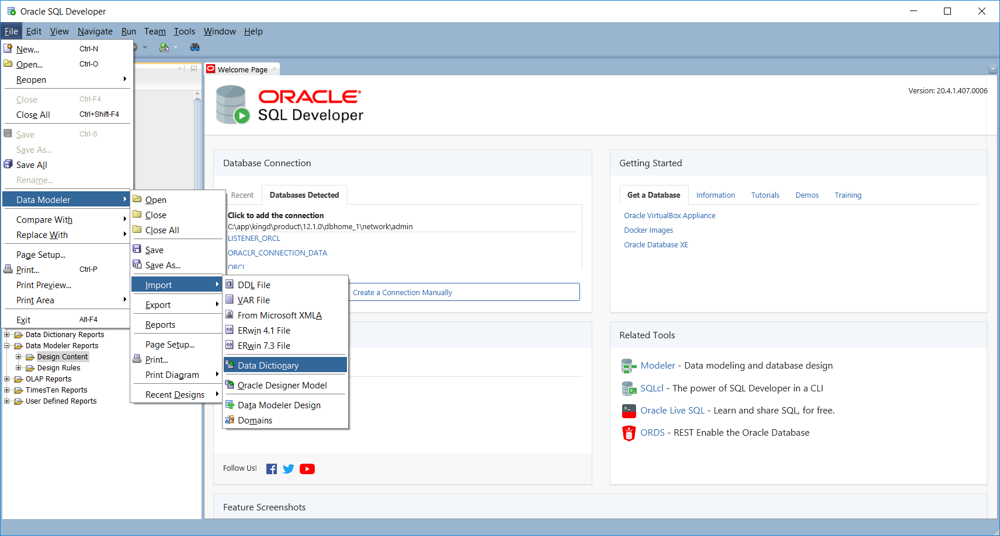 Oracle SQL Developer
File Edit View Navigate Run Team Tools Window Help
New... Ctrl-N
Open... Ctrl-O
Reopen
Close Ctrl-F4
Close All Ctrl+Shift-F4
Save Ctrl-S
Save As...
Save All
Rename...
Data Modeler
Compare With
Replace With
Page Setup...
Print... Ctrl-P
Print Preview...
Print Area
Exit Alt-F4
Data Dictionary Reports
Data Modeler Reports
Design Content
Design Rules
OLAP Reports
TimesTen Reports
User Defined Reports
Open
Close
Close All
Save
Save As...
Import
Export
Reports
Page Setup...
Print...
Print Diagram
Recent Designs
DDL File
VAR File
From Microsoft XMLA
ERwin 4.1 File
ERwin 7.3 File
Data Dictionary
Oracle Designer Model
Data Modeler Design
Domains
Welcome Page
ORACLE
SQL Developer
Version: 20.4.1.407.0006
Database Connection
Recent Databases Detected
Click to add the connection
C:\app\kingd\product\12.1.0\dbhome_1\network\admin
LISTENER_ORCL
ORACLR_CONNECTION_DATA
ORCL
Create a Connection Manually
Getting Started
Get a Database Information Tutorials Demos Training
Oracle VirtualBox Appliance
Docker Images
Oracle Database XE
Related Tools
Modeler - Data modeling and database design
SQLcl - The power of SQL Developer in a CLI
Oracle Live SQL - Learn and share SQL, for free.
ORDS - REST Enable the Oracle Database
Follow Us!
Feature Screenshots